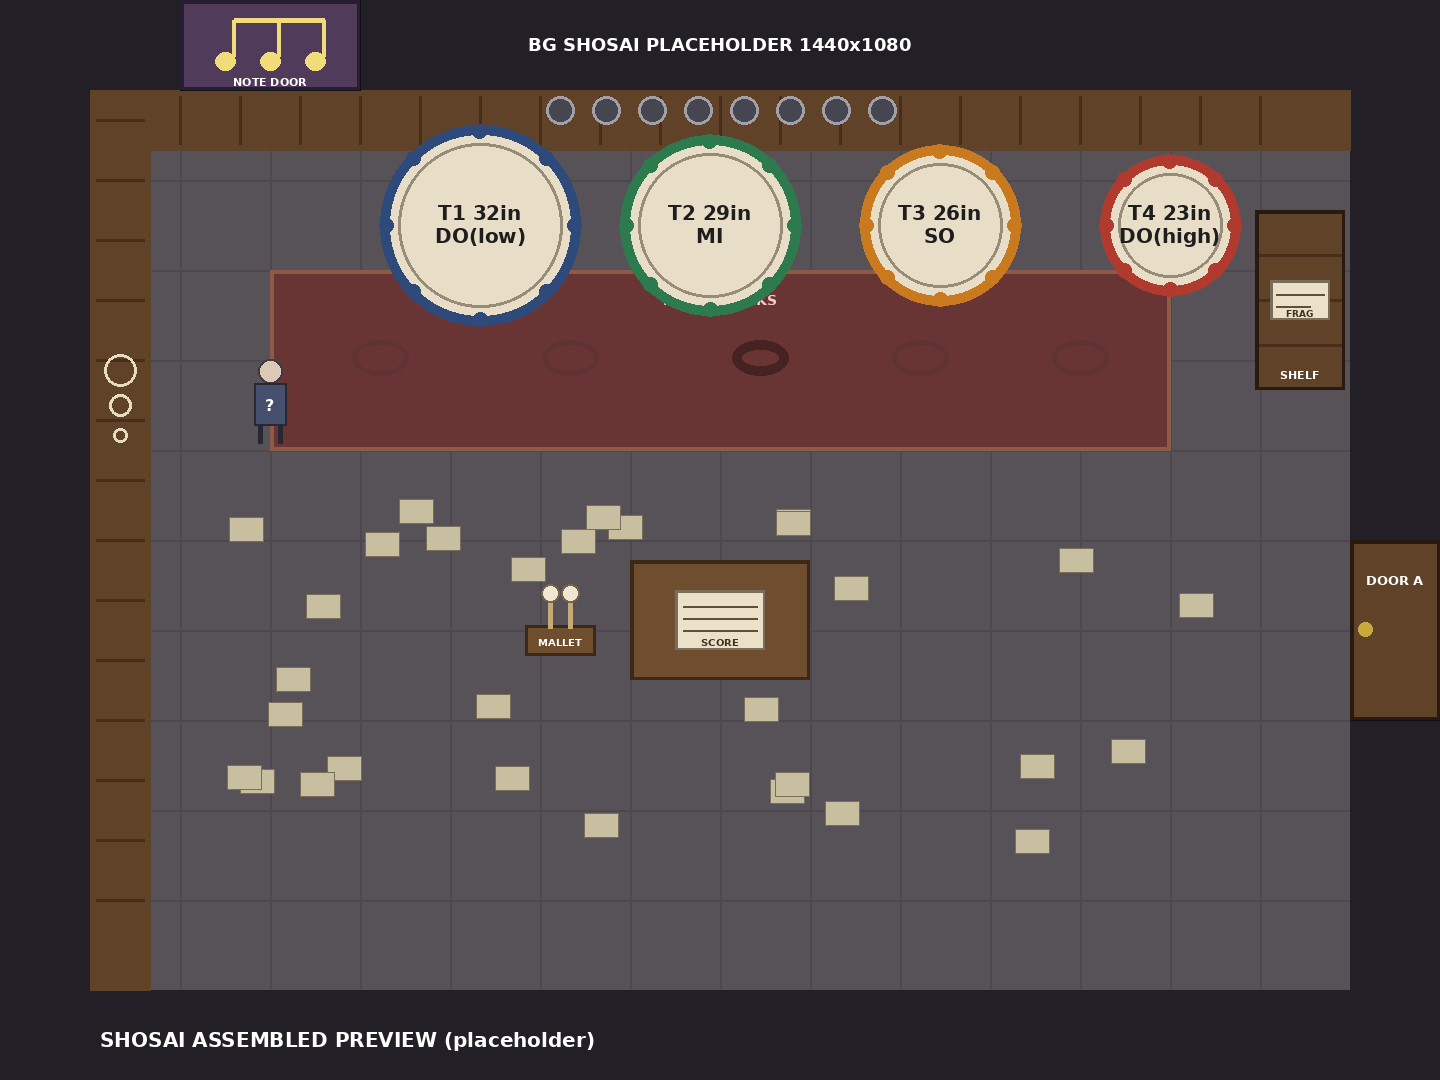 BG SHOSAI PLACEHOLDER 1440x1080
NOTE DOOR
T1 32in
DO(low)
T2 29in
MI
T3 26in
SO
T4 23in
DO(high)
FRAG
SHELF
?
DOOR A
MALLET
SCORE
SHOSAI ASSEMBLED PREVIEW (placeholder)